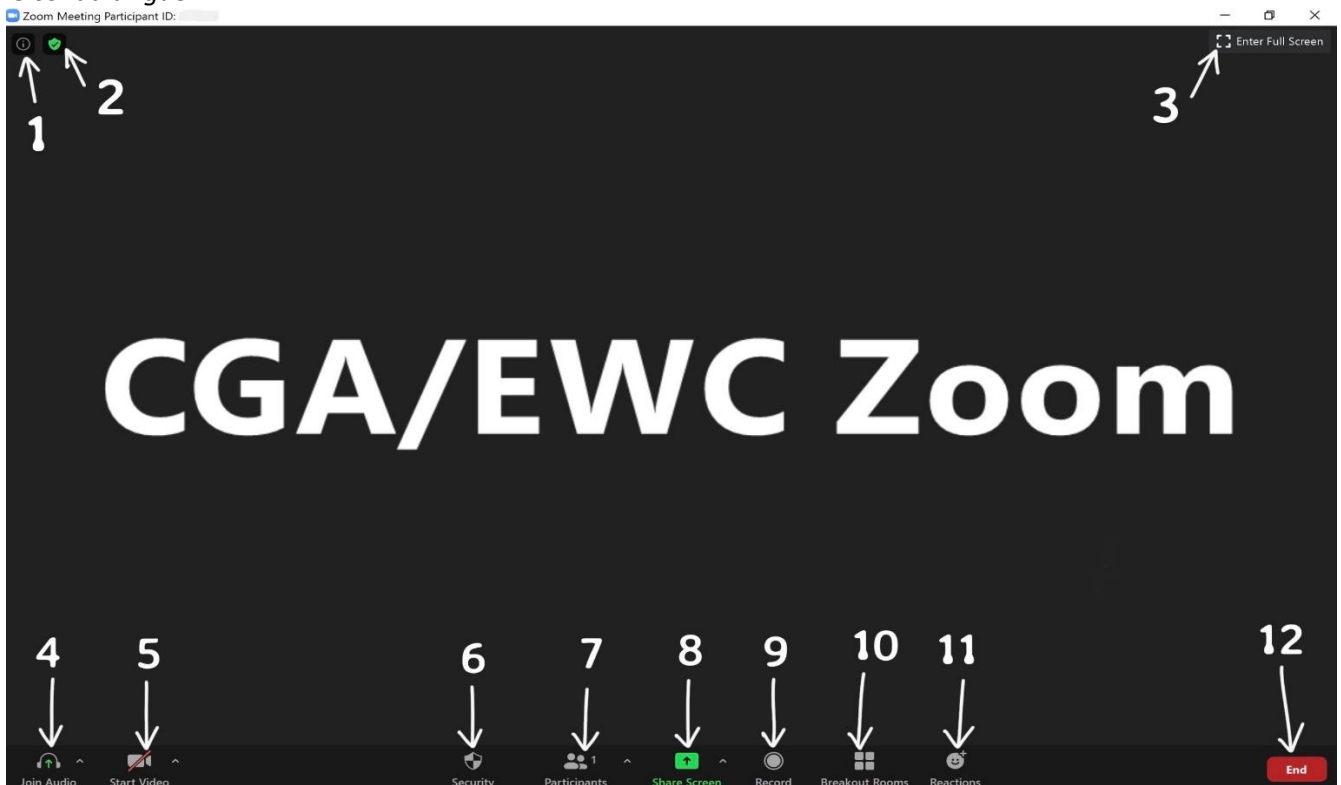 Zoom Meeting Participant ID:
Enter Full Screen
1
2
3
CGA/EWC Zoom
4 5 6 7 8 9 10 11 12
1
Join Audio Start Video Security Participants Share Screen Record Breakout Rooms Reactions
End